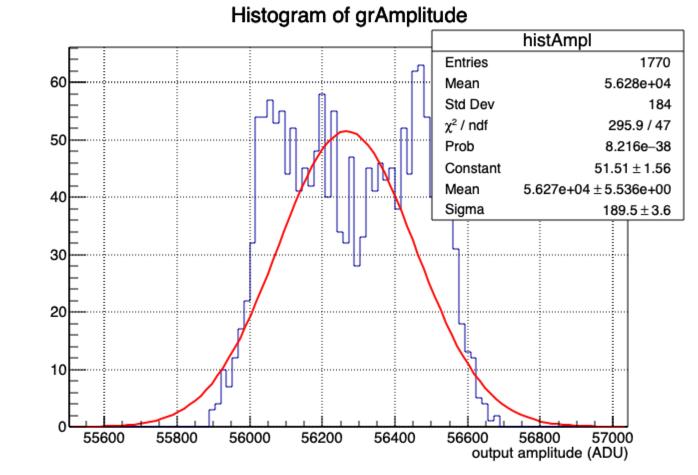 Histogram of grAmplitude
histAmpl
Entries 1770
Mean 5.628e+04
Std Dev 184
χ² / ndf 295.9 / 47
Prob 8.216e−38
Constant 51.51 ± 1.56
Mean 5.627e+04 ± 5.536e+00
Sigma 189.5 ± 3.6
60
50
40
30
20
10
0
55600 55800 56000 56200 56400 56600 56800 57000
output amplitude (ADU)